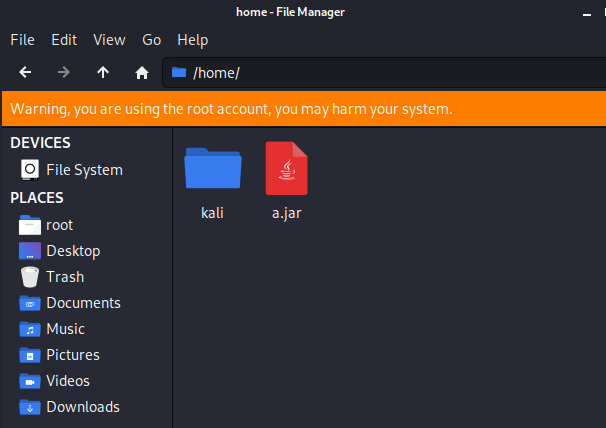 home - File Manager
File Edit View Go Help
/home/
Warning, you are using the root account, you may harm your system.
DEVICES
File System
PLACES
root
Desktop
Trash
Documents
Music
Pictures
Videos
Downloads
kali a.jar